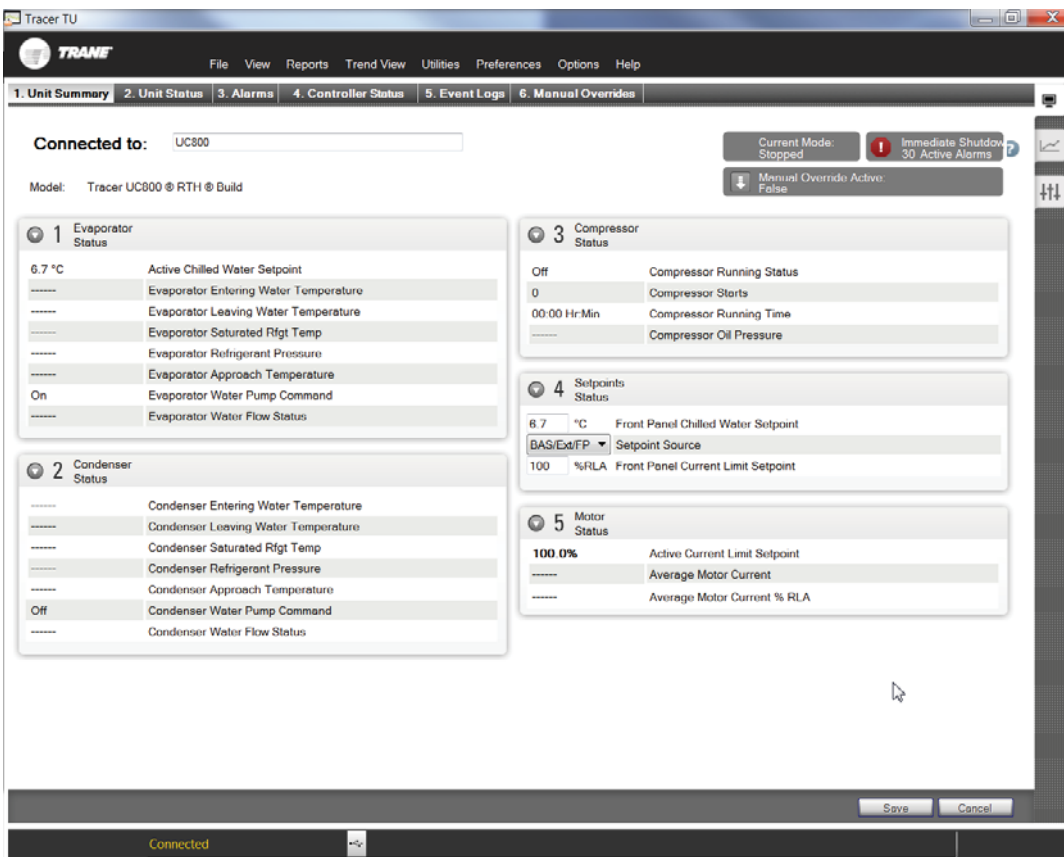 Tracer TU
TRANE
File View Reports Trend View Utilities Preferences Options Help
1. Unit Summary 2. Unit Status 3. Alarms 4. Controller Status 5. Event Logs 6. Manual Overrides
Connected to: UC800
Current Mode:
Stopped
Immediate Shutdow
30 Active Alarms
?
Model: Tracer UC800 ® RTH ® Build
Manual Override Active:
False
1 Evaporator
Status
6.7 °C Active Chilled Water Setpoint
------ Evaporator Entering Water Temperature
------ Evaporator Leaving Water Temperature
------ Evaporator Saturated Rfgt Temp
------ Evaporator Refrigerant Pressure
------ Evaporator Approach Temperature
On Evaporator Water Pump Command
------ Evaporator Water Flow Status
2 Condenser
Status
------ Condenser Entering Water Temperature
------ Condenser Leaving Water Temperature
------ Condenser Saturated Rfgt Temp
------ Condenser Refrigerant Pressure
------ Condenser Approach Temperature
Off Condenser Water Pump Command
------ Condenser Water Flow Status
3 Compressor
Status
Off Compressor Running Status
0 Compressor Starts
00:00 Hr:Min Compressor Running Time
------ Compressor Oil Pressure
4 Setpoints
Status
6.7 °C Front Panel Chilled Water Setpoint
BAS/Ext/FP Setpoint Source
100 %RLA Front Panel Current Limit Setpoint
5 Motor
Status
100.0% Active Current Limit Setpoint
------ Average Motor Current
------ Average Motor Current % RLA
Save Cancel
Connected